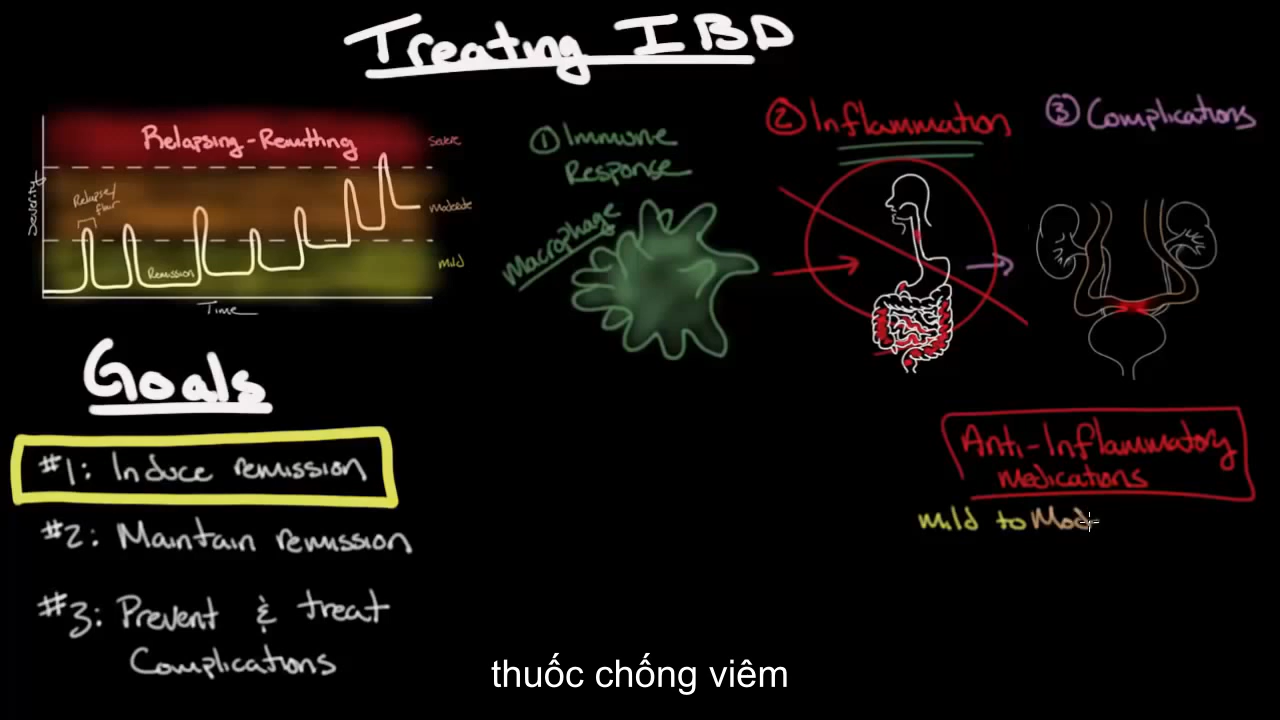 Treating IBD
Relapsing-Remitting
Severe
Moderate
Mild
Severity
Relapse/
flair
Remission
Time
① Immune
Response
Macrophage
② Inflammation
③ Complications
Goals
#1: Induce remission
#2: Maintain remission
#3: Prevent & treat
Complications
Anti-Inflammatory
medications
mild to Mod
thuốc chống viêm